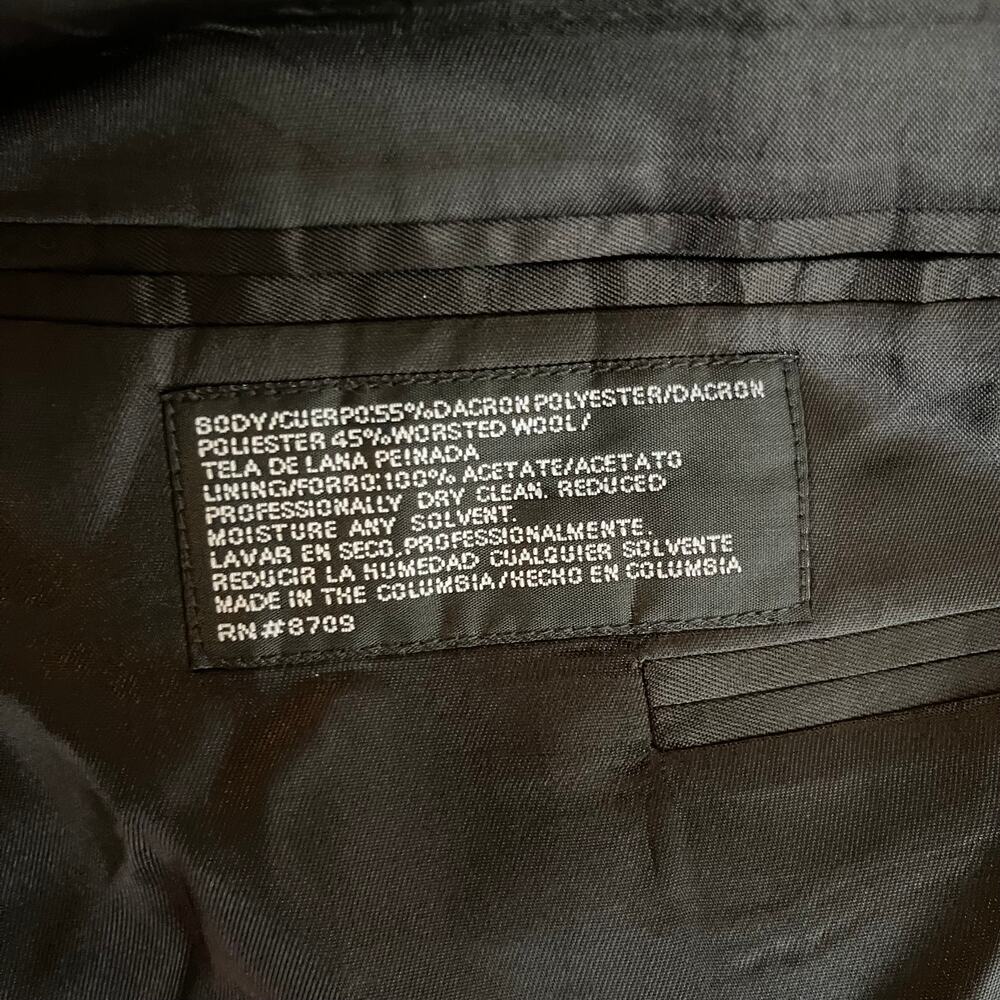 BODY/CUERPO:55%DACRON POLYESTER/DACRON
POLIESTER 45%WORSTED WOOL/
TELA DE LANA PEINADA
LINING/FORRO:100% ACETATE/ACETATO
PROFESSIONALLY DRY CLEAN. REDUCED
MOISTURE ANY SOLVENT.
LAVAR EN SECO.PROFESSIONALMENTE
REDUCIR LA HUMEDAD CUALQUIER SOLVENTE
MADE IN THE COLUMBIA/HECHO EN COLUMBIA
RN#8709